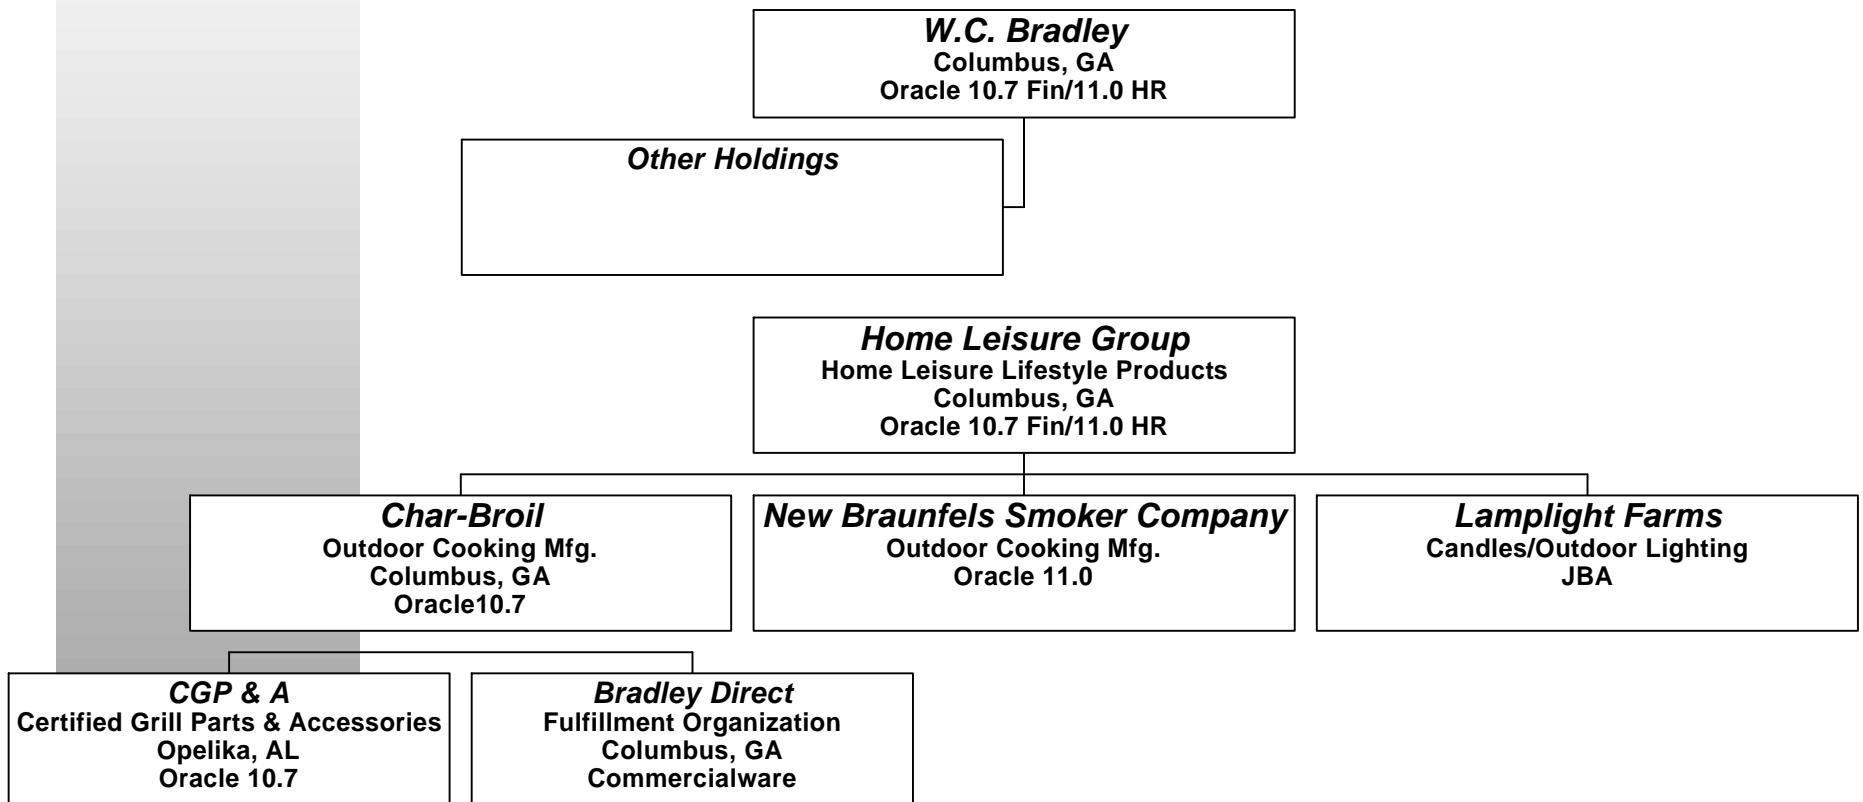 W.C. Bradley
Columbus, GA
Oracle 10.7 Fin/11.0 HR
Other Holdings
Home Leisure Group
Home Leisure Lifestyle Products
Columbus, GA
Oracle 10.7 Fin/11.0 HR
Char-Broil
Outdoor Cooking Mfg.
Columbus, GA
Oracle10.7
New Braunfels Smoker Company
Outdoor Cooking Mfg.
Oracle 11.0
Lamplight Farms
Candles/Outdoor Lighting
JBA
CGP & A
Certified Grill Parts & Accessories
Opelika, AL
Oracle 10.7
Bradley Direct
Fulfillment Organization
Columbus, GA
Commercialware